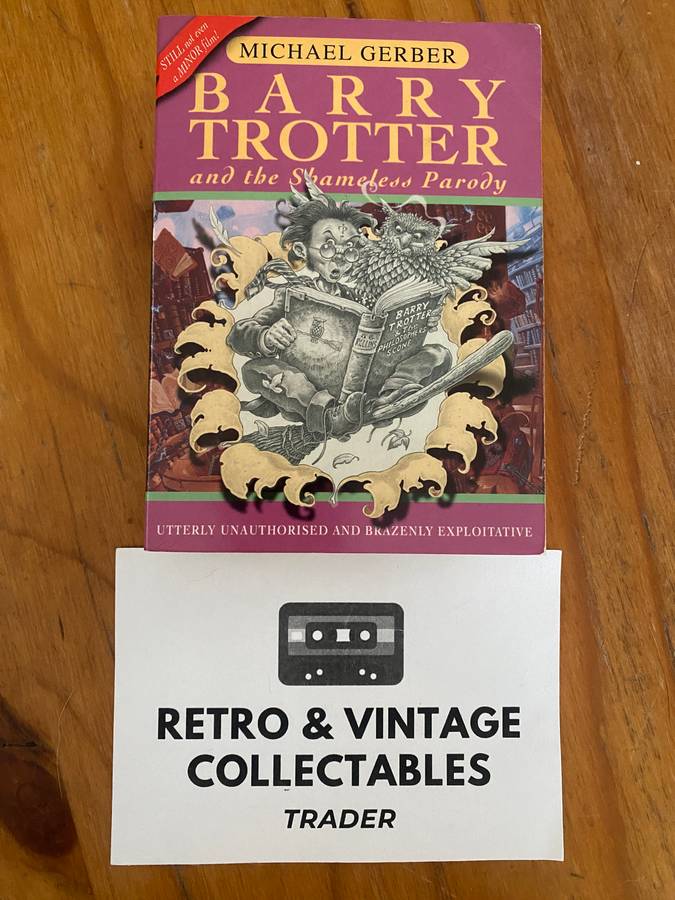 STILL not even
a MINOR film!
MICHAEL GERBER
BARRY
TROTTER
and the Shameless Parody
BARRY
TROTTER
& the
PHILOSOPHER'S
SCONE
UTTERLY UNAUTHORISED AND BRAZENLY EXPLOITATIVE
RETRO & VINTAGE
COLLECTABLES
TRADER